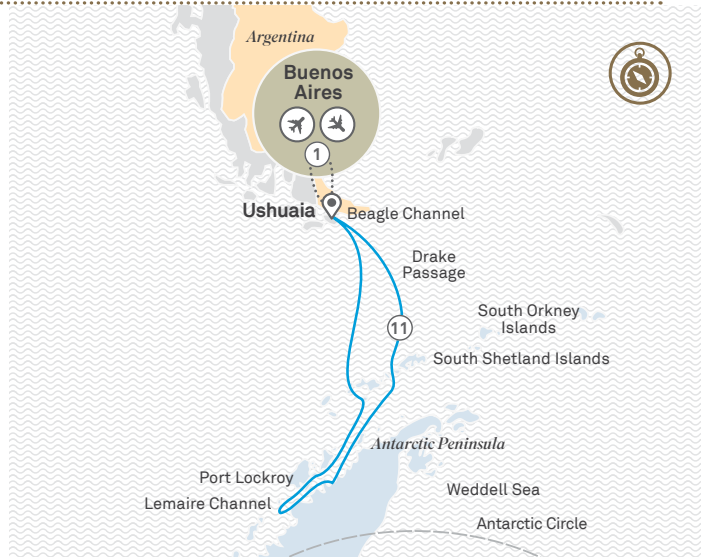 Argentina
Buenos
Aires
1
Ushuaia
Beagle Channel
Drake
Passage
South Orkney
Islands
11
South Shetland Islands
Antarctic Peninsula
Port Lockroy
Weddell Sea
Lemaire Channel
Antarctic Circle